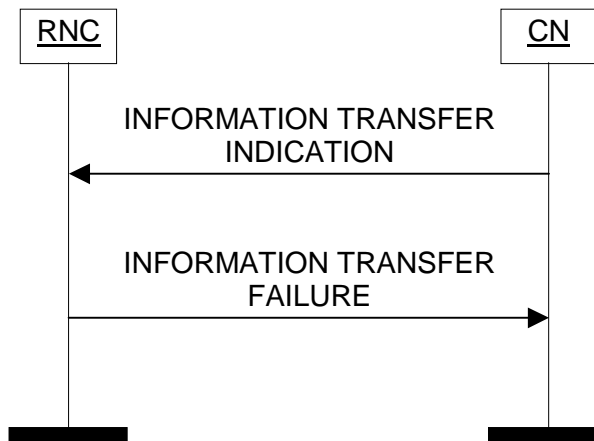 RNC
CN
INFORMATION TRANSFER
INDICATION
INFORMATION TRANSFER
FAILURE